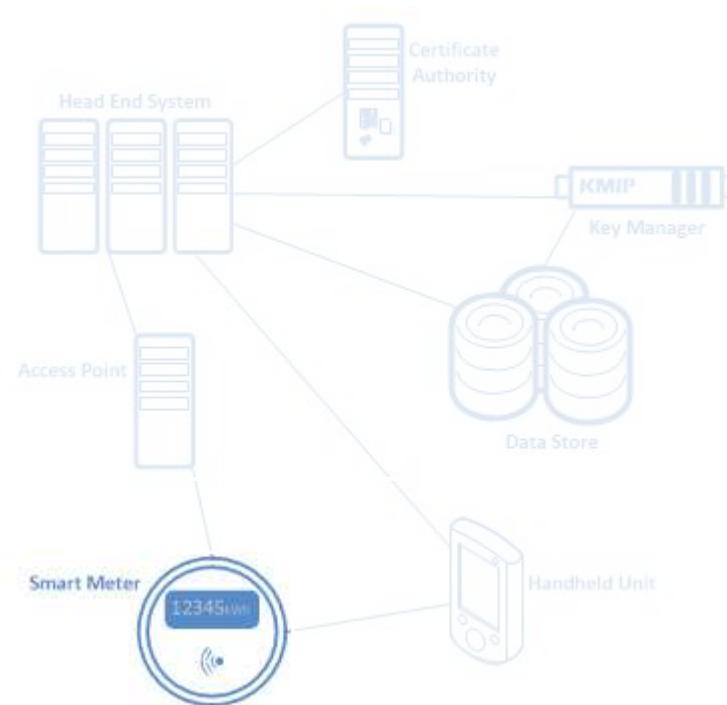 Certificate
Authority
Head End System
KMIP
Key Manager
Access Point
Data Store
Smart Meter
12345kWh
Handheld Unit